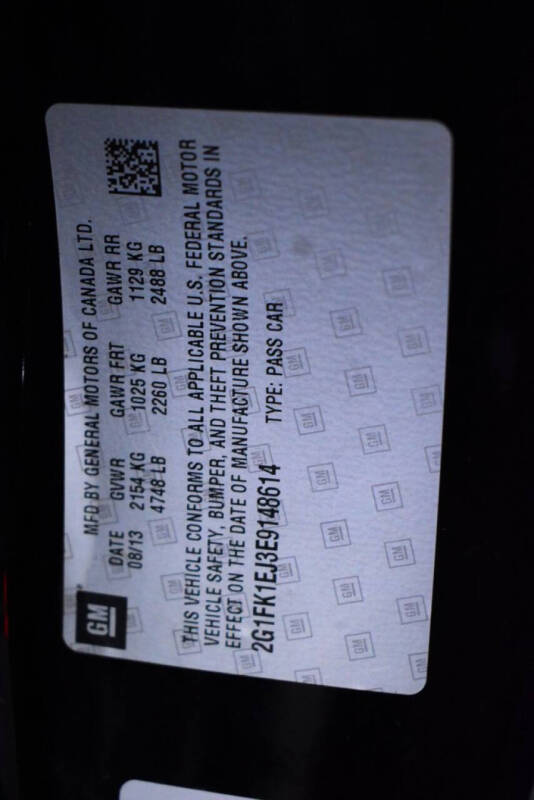 GM
MFD BY GENERAL MOTORS OF CANADA LTD.
DATE GVWR GAWR FRT GAWR RR
08/13 2154 KG 1025 KG 1129 KG
4748 LB 2260 LB 2488 LB
THIS VEHICLE CONFORMS TO ALL APPLICABLE U.S. FEDERAL MOTOR
VEHICLE SAFETY, BUMPER, AND THEFT PREVENTION STANDARDS IN
EFFECT ON THE DATE OF MANUFACTURE SHOWN ABOVE.
2G1FK1EJ3E9148614 TYPE: PASS CAR